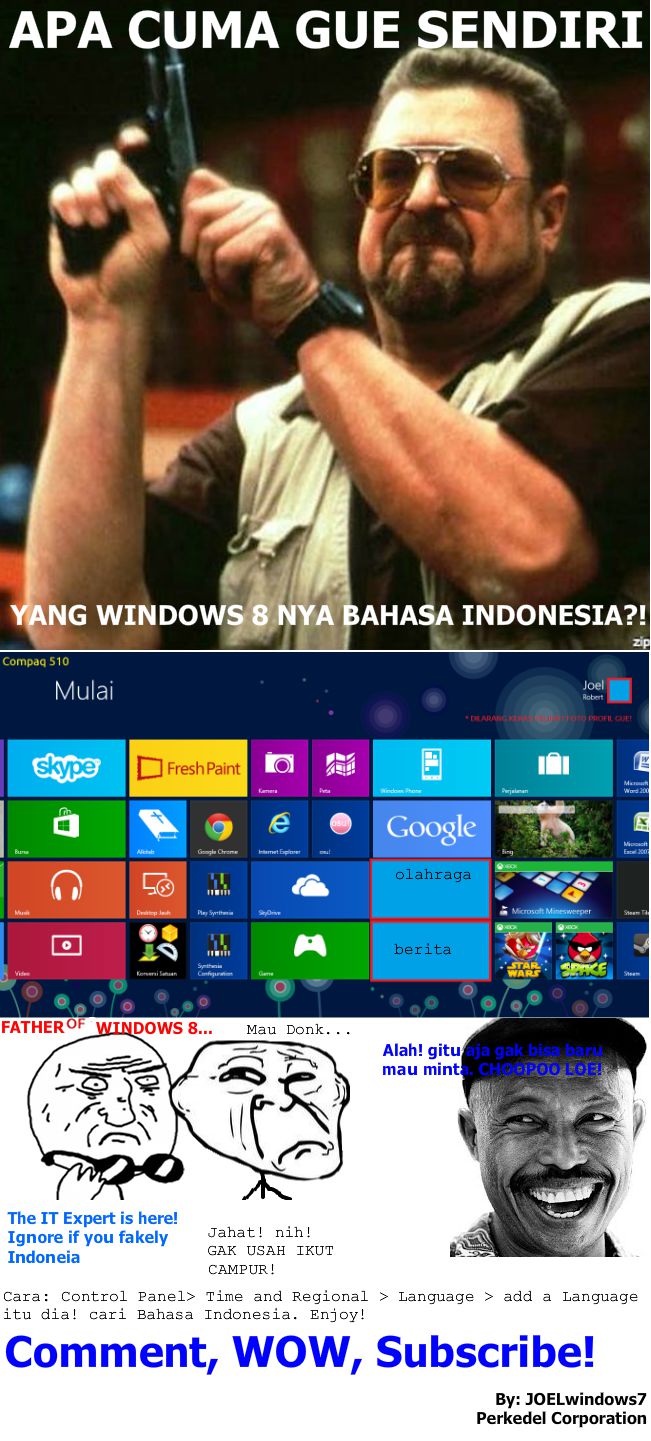 APA CUMA GUE SENDIRI
YANG WINDOWS 8 NYA BAHASA INDONESIA?!
zip
Compaq 510
Mulai
Joel
Robert
* DILARANG KERAS FOTO PROFIL GUE!
skype
Fresh Paint
Kamera
Peta
Windows Phone
Perjalanan
Microsoft
Word 200
Bursa
Alkitab
Google Chrome
Internet Explorer
osu!
osu!
Google
Bing
Microsoft
Excel 2007
Musik
Desktop Jauh
Play Synthesia
SkyDrive
olahraga
XBOX
Microsoft Minesweeper
Steam
Video
Konversi Satuan
Synthesia
Configuration
Game
berita
XBOX
STAR
WARS
XBOX
SPACE
Steam
FATHER OF WINDOWS 8...
Mau Donk...
Alah! gitu aja gak bisa baru
mau minta. CHOOPOO LOE!
The IT Expert is here!
Ignore if you fakely
Indoneia
Jahat! nih!
GAK USAH IKUT
CAMPUR!
Cara: Control Panel> Time and Regional > Language > add a Language
itu dia! cari Bahasa Indonesia. Enjoy!
Comment, WOW, Subscribe!
By: JOELwindows7
Perkedel Corporation